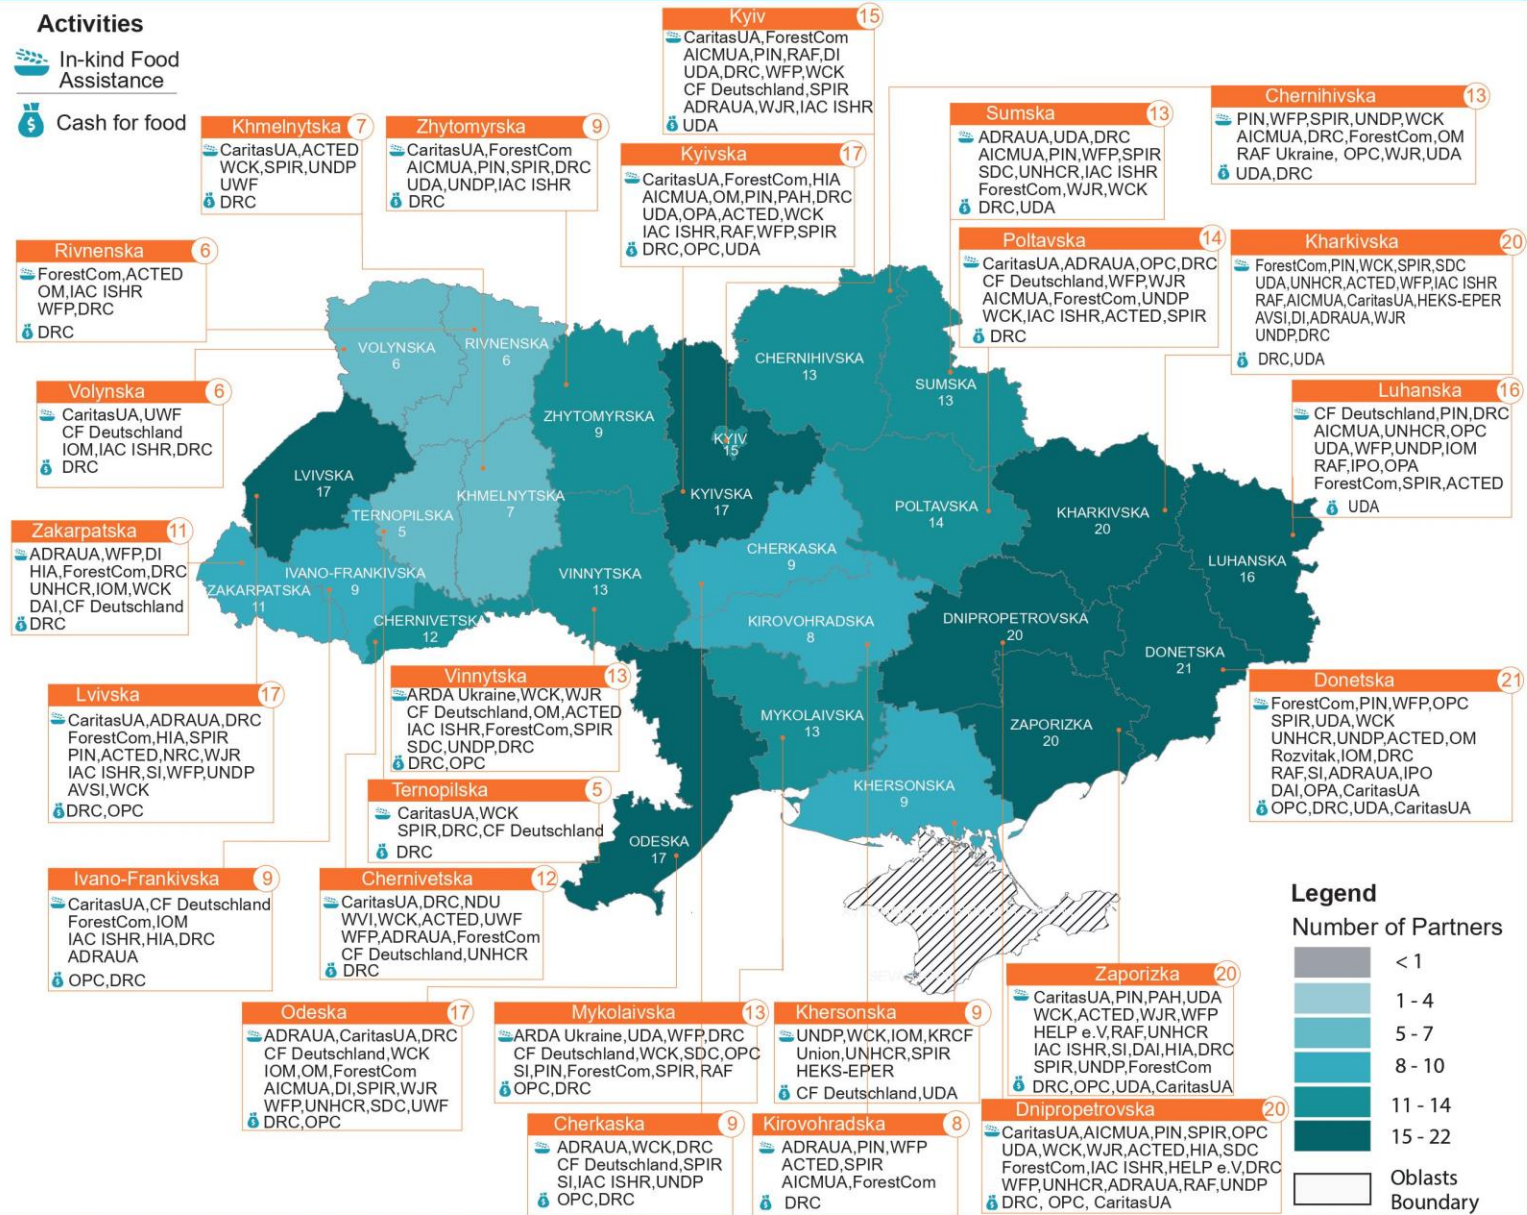 Activities
In-kind Food
Assistance
Cash for food
Kyiv 15
CaritasUA,ForestCom
AICMUA,PIN,RAF,DI
UDA,DRC,WFP,WCK
CF Deutschland,SPIR
ADRAUA,WJR,IAC ISHR
UDA
Khmelnytska 7
CaritasUA,ACTED
WCK,SPIR,UNDP
UWF
DRC
Zhytomyrska 9
CaritasUA,ForestCom
AICMUA,PIN,SPIR,DRC
UDA,UNDP,IAC ISHR
DRC
Kyivska 17
CaritasUA,ForestCom,HIA
AICMUA,OM,PIN,PAH,DRC
UDA,OPA,ACTED,WCK
IAC ISHR,RAF,WFP,SPIR
DRC,OPC,UDA
Sumska 13
ADRAUA,UDA,DRC
AICMUA,PIN,WFP,SPIR
SDC,UNHCR,IAC ISHR
ForestCom,WJR,WCK
DRC,UDA
Chernihivska 13
PIN,WFP,SPIR,UNDP,WCK
AICMUA,DRC,ForestCom,OM
RAF Ukraine, OPC,WJR,UDA
UDA,DRC
Rivnenska 6
ForestCom,ACTED
OM,IAC ISHR
WFP,DRC
DRC
Poltavska 14
CaritasUA,ADRAUA,OPC,DRC
CF Deutschland,WFP,WJR
AICMUA,ForestCom,UNDP
WCK,IAC ISHR,ACTED,SPIR
DRC
Kharkivska 20
ForestCom,PIN,WCK,SPIR,SDC
UDA,UNHCR,ACTED,WFP,IAC ISHR
RAF,AICMUA,CaritasUA,HEKS-EPER
AVSI,DI,ADRAUA,WJR
UNDP,DRC
DRC,UDA
Volynska 6
CaritasUA,UWF
CF Deutschland
IOM,IAC ISHR,DRC
DRC
Luhanska 16
CF Deutschland,PIN,DRC
AICMUA,UNHCR,OPC
UDA,WFP,UNDP,IOM
RAF,IPO,OPA
ForestCom,SPIR,ACTED
UDA
VOLYNSKA
6
RIVNENSKA
6
ZHYTOMYRSKA
9
CHERNIHIVSKA
13
SUMSKA
13
KYIV
15
LVIVSKA
17
KHMELNYTSKA
7
TERNOPILSKA
5
KYIVSKA
17
POLTAVSKA
14
KHARKIVSKA
20
LUHANSKA
16
CHERKASKA
9
IVANO-FRANKIVSKA
9
ZAKARPATSKA
11
VINNYTSKA
13
CHERNIVETSKA
12
KIROVOHRADSKA
8
DNIPROPETROVSKA
20
DONETSKA
21
MYKOLAIVSKA
13
ZAPORIZKA
20
KHERSONSKA
9
ODESKA
17
Zakarpatska 11
ADRAUA,WFP,DI
HIA,ForestCom,DRC
UNHCR,IOM,WCK
DAI,CF Deutschland
DRC
Lvivska 17
CaritasUA,ADRAUA,DRC
ForestCom,HIA,SPIR
PIN,ACTED,NRC,WJR
IAC ISHR,SI,WFP,UNDP
AVSI,WCK
DRC,OPC
Vinnytska 13
ARDA Ukraine,WCK,WJR
CF Deutschland,OM,ACTED
IAC ISHR,ForestCom,SPIR
SDC,UNDP,DRC
DRC,OPC
Donetska 21
ForestCom,PIN,WFP,OPC
SPIR,UDA,WCK
UNHCR,UNDP,ACTED,OM
Rozvitak,IOM,DRC
RAF,SI,ADRAUA,IPO
DAI,OPA,CaritasUA
OPC,DRC,UDA,CaritasUA
Ternopilska 5
CaritasUA,WCK
SPIR,DRC,CF Deutschland
DRC
Ivano-Frankivska 9
CaritasUA,CF Deutschland
ForestCom,IOM
IAC ISHR,HIA,DRC
ADRAUA
OPC,DRC
Chernivetska 12
CaritasUA,DRC,NDU
WVI,WCK,ACTED,UWF
WFP,ADRAUA,ForestCom
CF Deutschland,UNHCR
DRC
Odeska 17
ADRAUA,CaritasUA,DRC
CF Deutschland,WCK
IOM,OM,ForestCom
AICMUA,DI,SPIR,WJR
WFP,UNHCR,SDC,UWF
DRC,OPC
Mykolaivska 13
ARDA Ukraine,UDA,WFP,DRC
CF Deutschland,WCK,SDC,OPC
SI,PIN,ForestCom,SPIR,RAF
OPC,DRC
Khersonska 9
UNDP,WCK,IOM,KRCF
Union,UNHCR,SPIR
HEKS-EPER
CF Deutschland,UDA
Zaporizka 20
CaritasUA,PIN,PAH,UDA
WCK,ACTED,WJR,WFP
HELP e.V,RAF,UNHCR
IAC ISHR,SI,DAI,HIA,DRC
SPIR,UNDP,ForestCom
DRC,OPC,UDA,CaritasUA
Cherkaska 9
ADRAUA,WCK,DRC
CF Deutschland,SPIR
SI,IAC ISHR,UNDP
OPC,DRC
Kirovohradska 8
ADRAUA,PIN,WFP
ACTED,SPIR
AICMUA,ForestCom
DRC
Dnipropetrovska 20
CaritasUA,AICMUA,PIN,SPIR,OPC
UDA,WCK,WJR,ACTED,HIA,SDC
ForestCom,IAC ISHR,HELP e.V,DRC
WFP,UNHCR,ADRAUA,RAF,UNDP
DRC, OPC, CaritasUA
Legend
Number of Partners
< 1
1 - 4
5 - 7
8 - 10
11 - 14
15 - 22
Oblasts
Boundary